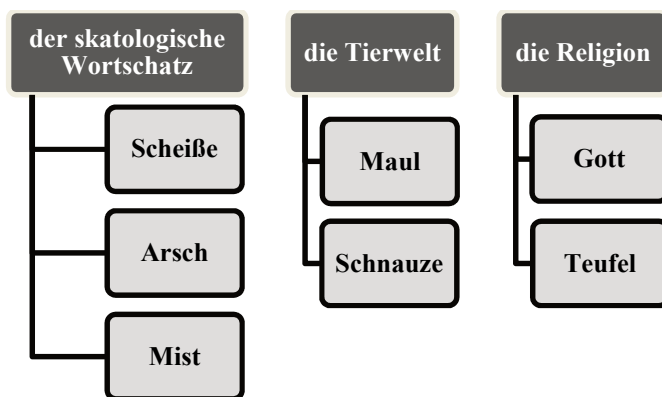 der skatologische
Wortschatz
Scheiße
Arsch
Mist
die Tierwelt
Maul
Schnauze
die Religion
Gott
Teufel